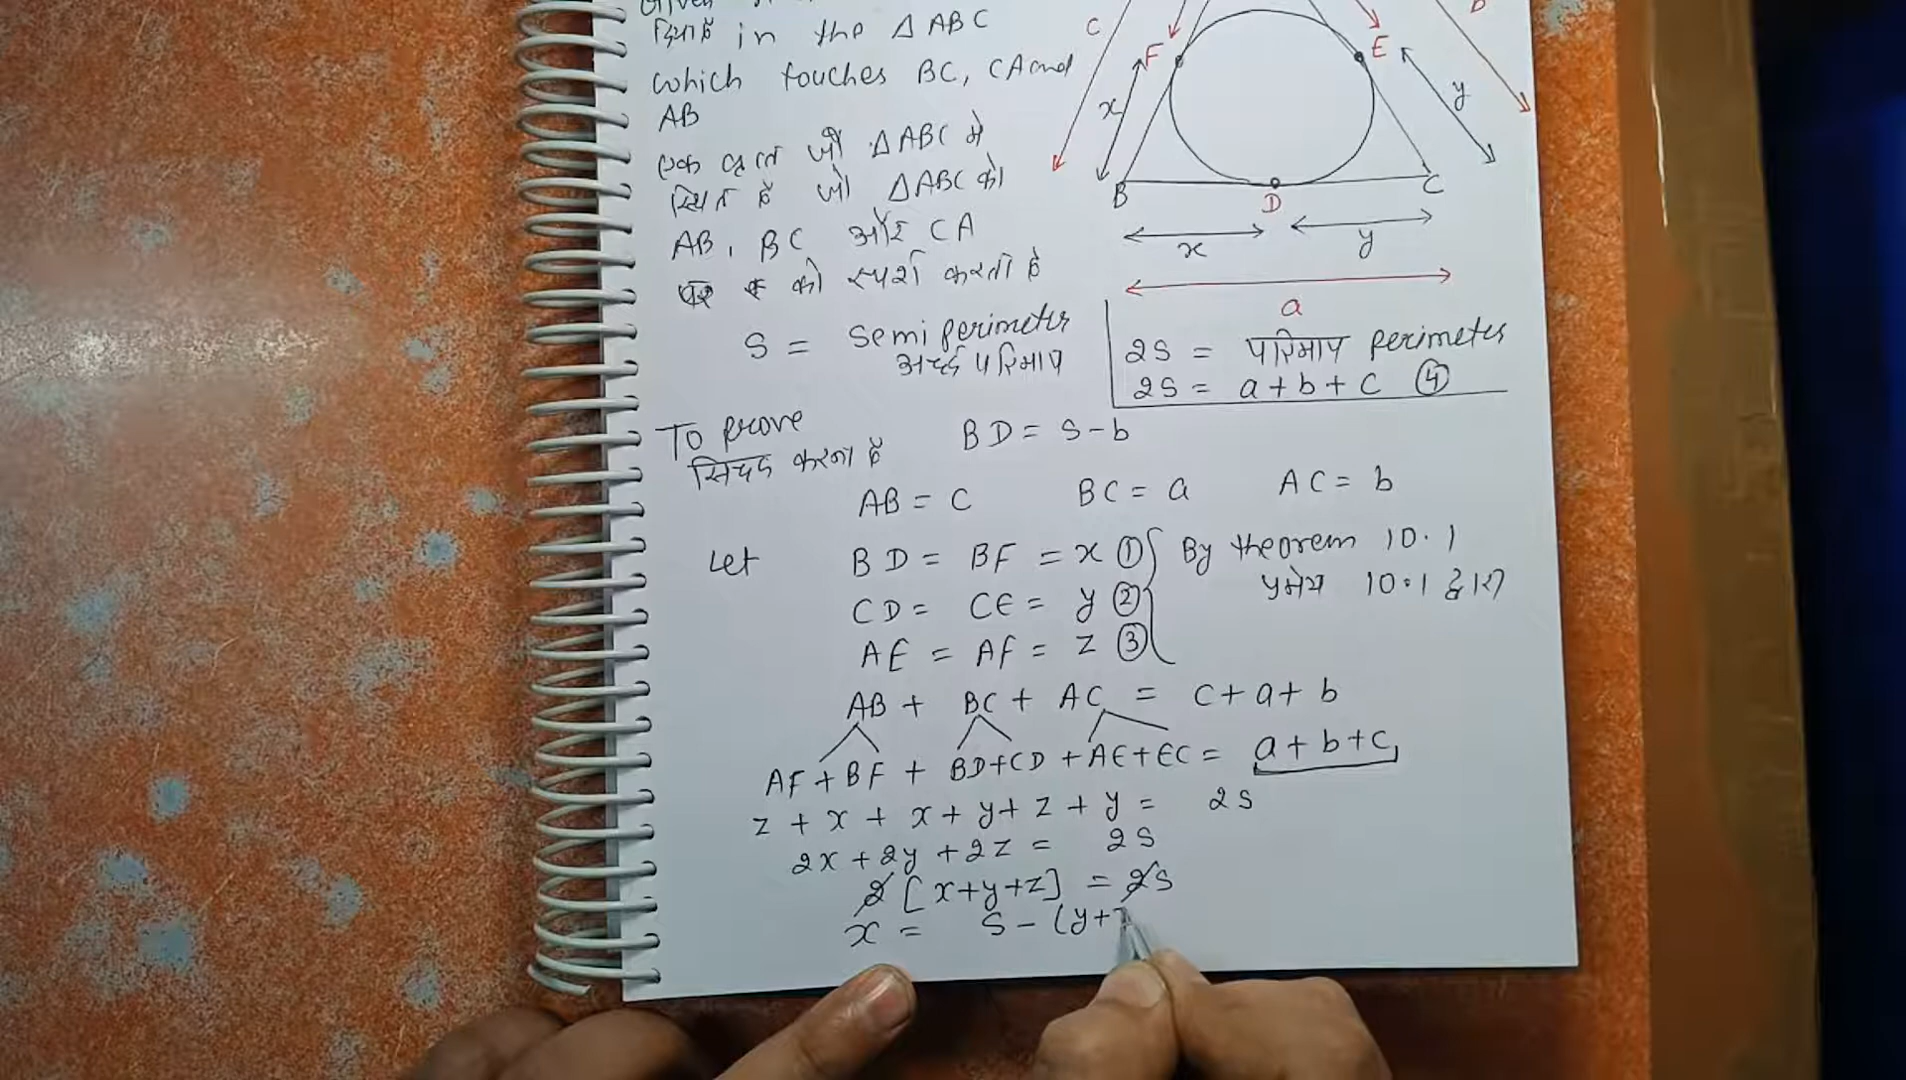 दिया है in the △ ABC
which touches BC, CA and
AB
एक वृत्त जो △ABC मे
स्थित है जो △ABC को
AB, BC और CA
को स्पर्श करता है
S = Semi perimeter
अर्द्ध परिमाप
C
F
E
x
y
b
B
D
C
x
y
a
2S = परिमाप perimeter
2S = a + b + c ④
To prove BD = S - b
सिद्ध करना है
AB = C BC = a AC = b
Let BD = BF = x ①
By theorem 10.1
CD = CE = y ②
प्रमेय 10.1 द्वारा
AE = AF = z ③
AB + BC + AC = c + a + b
AF + BF + BD+CD + AE+EC = a + b + c
z + x + x + y + z + y = 2S
2x + 2y + 2z = 2S
2 [x+y+z] = 2S
x = S - (y+